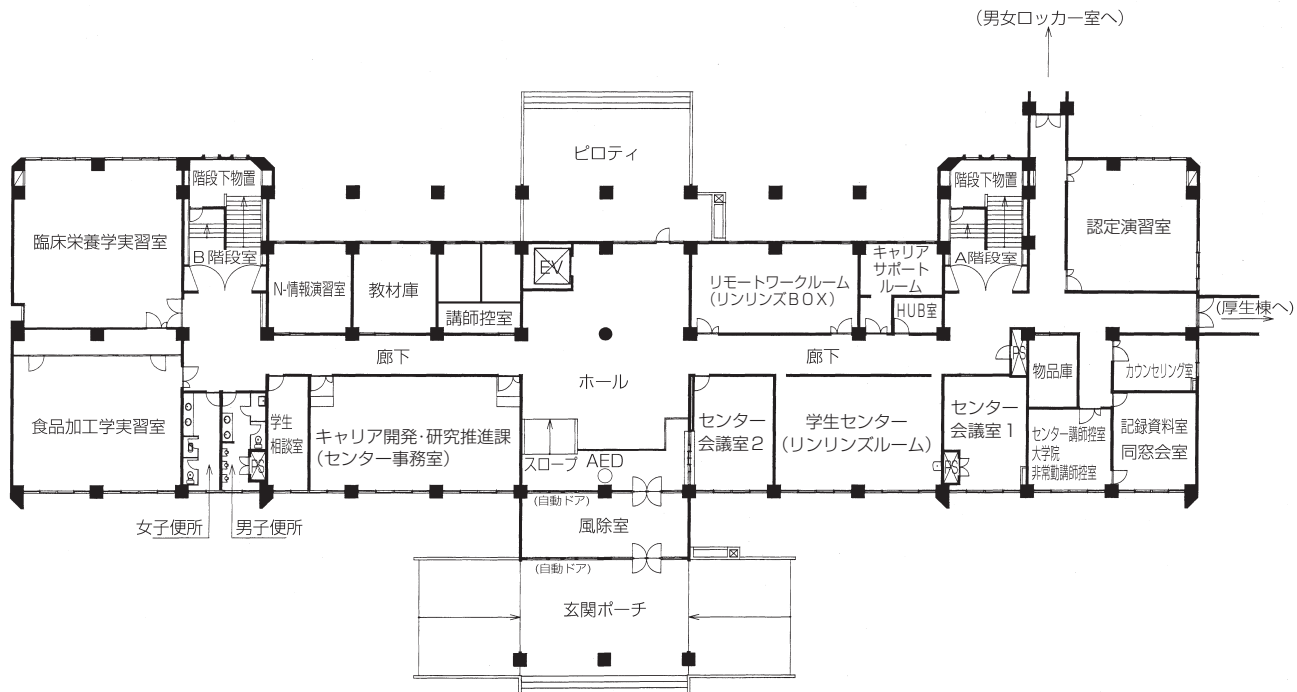 (男女ロッカー室へ)
ピロティ
階段下物置
階段下物置
臨床栄養学実習室
認定演習室
B階段室
EV
キャリア
サポート
ルーム
A階段室
N-情報演習室
教材庫
リモートワークルーム
(リンリンズBOX)
講師控室
HUB室
(厚生棟へ)
廊下
ホール
廊下
PS
物品庫
カウンセリング室
食品加工学実習室
学生
相談室
キャリア開発・研究推進課
(センター事務室)
センター
会議室2
学生センター
(リンリンズルーム)
センター
会議室1
センター講師控室
大学院
非常勤講師控室
記録資料室
同窓会室
PS
スロープ
AED
PS
女子便所
男子便所
(自動ドア)
風除室
(自動ドア)
玄関ポーチ